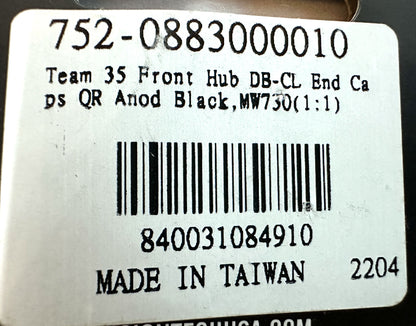 752-0883000010
Team 35 Front Hub DB-CL End Ca
ps QR Anod Black,MW730(1:1)
840031084910
MADE IN TAIWAN 2204